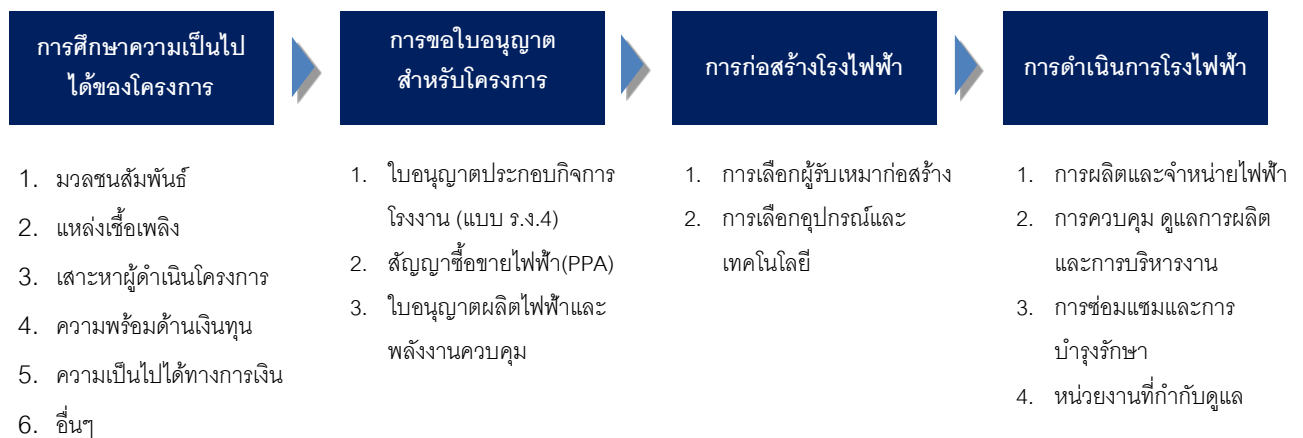 การศึกษาความเป็นไป
ได้ของโครงการ
1. มวลชนสัมพันธ์
2. แหล่งเชื้อเพลิง
3. เสาะหาผู้ดำเนินโครงการ
4. ความพร้อมด้านเงินทุน
5. ความเป็นไปได้ทางการเงิน
6. อื่นๆ
การขอใบอนุญาต
สำหรับโครงการ
1. ใบอนุญาตประกอบกิจการ
โรงงาน (แบบ ร.ง.4)
2. สัญญาซื้อขายไฟฟ้า(PPA)
3. ใบอนุญาตผลิตไฟฟ้าและ
พลังงานควบคุม
การก่อสร้างโรงไฟฟ้า
1. การเลือกผู้รับเหมาก่อสร้าง
2. การเลือกอุปกรณ์และ
เทคโนโลยี
การดำเนินการโรงไฟฟ้า
1. การผลิตและจำหน่ายไฟฟ้า
2. การควบคุม ดูแลการผลิต
และการบริหารงาน
3. การซ่อมแซมและการ
บำรุงรักษา
4. หน่วยงานที่กำกับดูแล